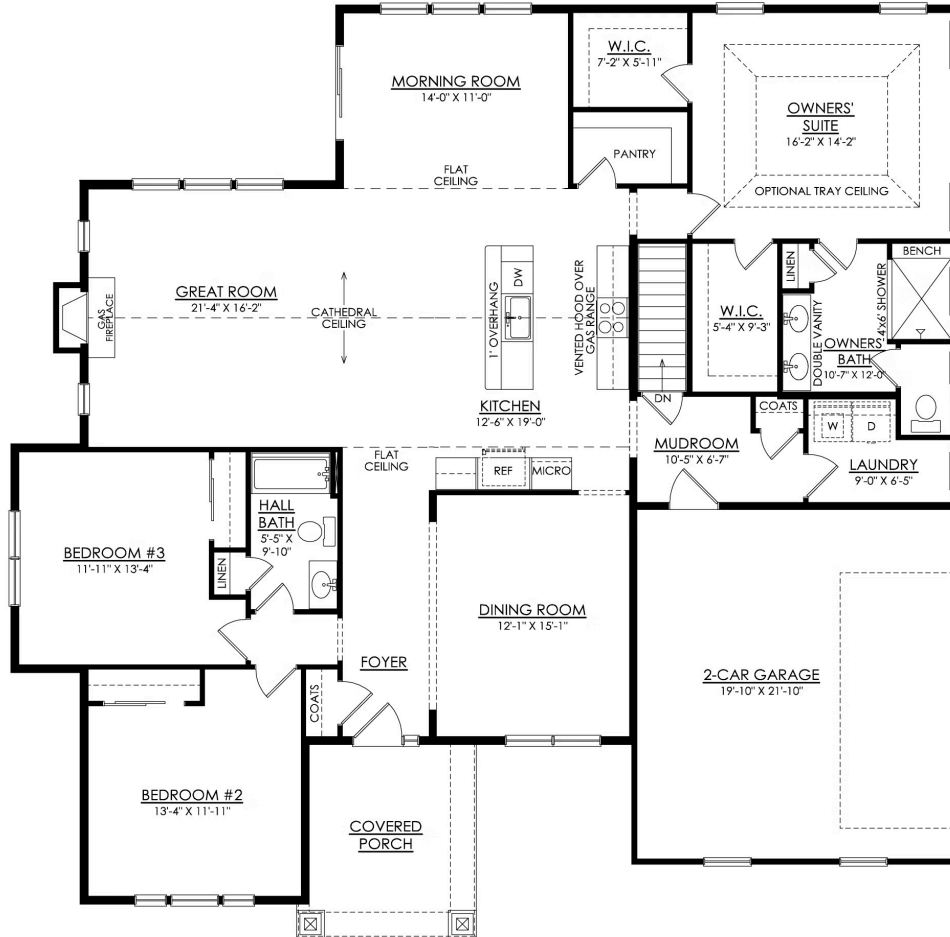 W.I.C.
7'-2" X 5'-11"
MORNING ROOM
14'-0" X 11'-0"
OWNERS'
SUITE
16'-2" X 14'-2"
PANTRY
FLAT
CEILING
OPTIONAL TRAY CEILING
BENCH
LINEN
4'X6' SHOWER
GREAT ROOM
21'-4" X 16'-2"
GAS
FIREPLACE
CATHEDRAL
CEILING
1' OVERHANG
DW
VENTED HOOD OVER
GAS RANGE
W.I.C.
5'-4" X 9'-3"
DOUBLE VANITY
OWNERS'
BATH
10'-7" X 12'-0"
KITCHEN
12'-6" X 19'-0"
DN
COATS
W
D
MUDROOM
10'-5" X 6'-7"
LAUNDRY
9'-0" X 6'-5"
FLAT
CEILING
REF
MICRO
HALL
BATH
5'-5" X
9'-10"
BEDROOM #3
11'-11" X 13'-4"
LINEN
DINING ROOM
12'-1" X 15'-1"
FOYER
COATS
2-CAR GARAGE
19'-10" X 21'-10"
BEDROOM #2
13'-4" X 11'-11"
COVERED
PORCH